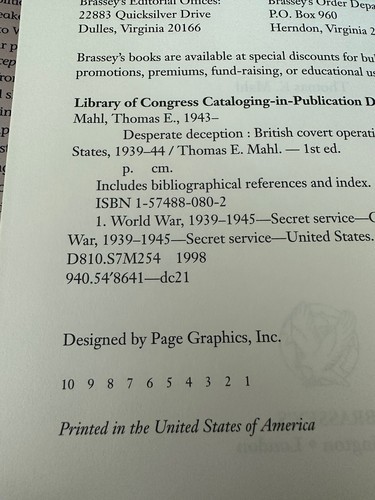 Brassey's Editorial Offices:
22883 Quicksilver Drive
Dulles, Virginia 20166
Brassey's Order Depa
P.O. Box 960
Herndon, Virginia 2
Brassey's books are available at special discounts for bu
promotions, premiums, fund-raising, or educational us
Library of Congress Cataloging-in-Publication D
Mahl, Thomas E., 1943–
Desperate deception : British covert operati
States, 1939–44 / Thomas E. Mahl. — 1st ed.
p. cm.
Includes bibliographical references and index.
ISBN 1-57488-080-2
1. World War, 1939–1945—Secret service—G
War, 1939–1945—Secret service—United States.
D810.S7M254 1998
940.54'8641—dc21
Designed by Page Graphics, Inc.
10 9 8 7 6 5 4 3 2 1
Printed in the United States of America